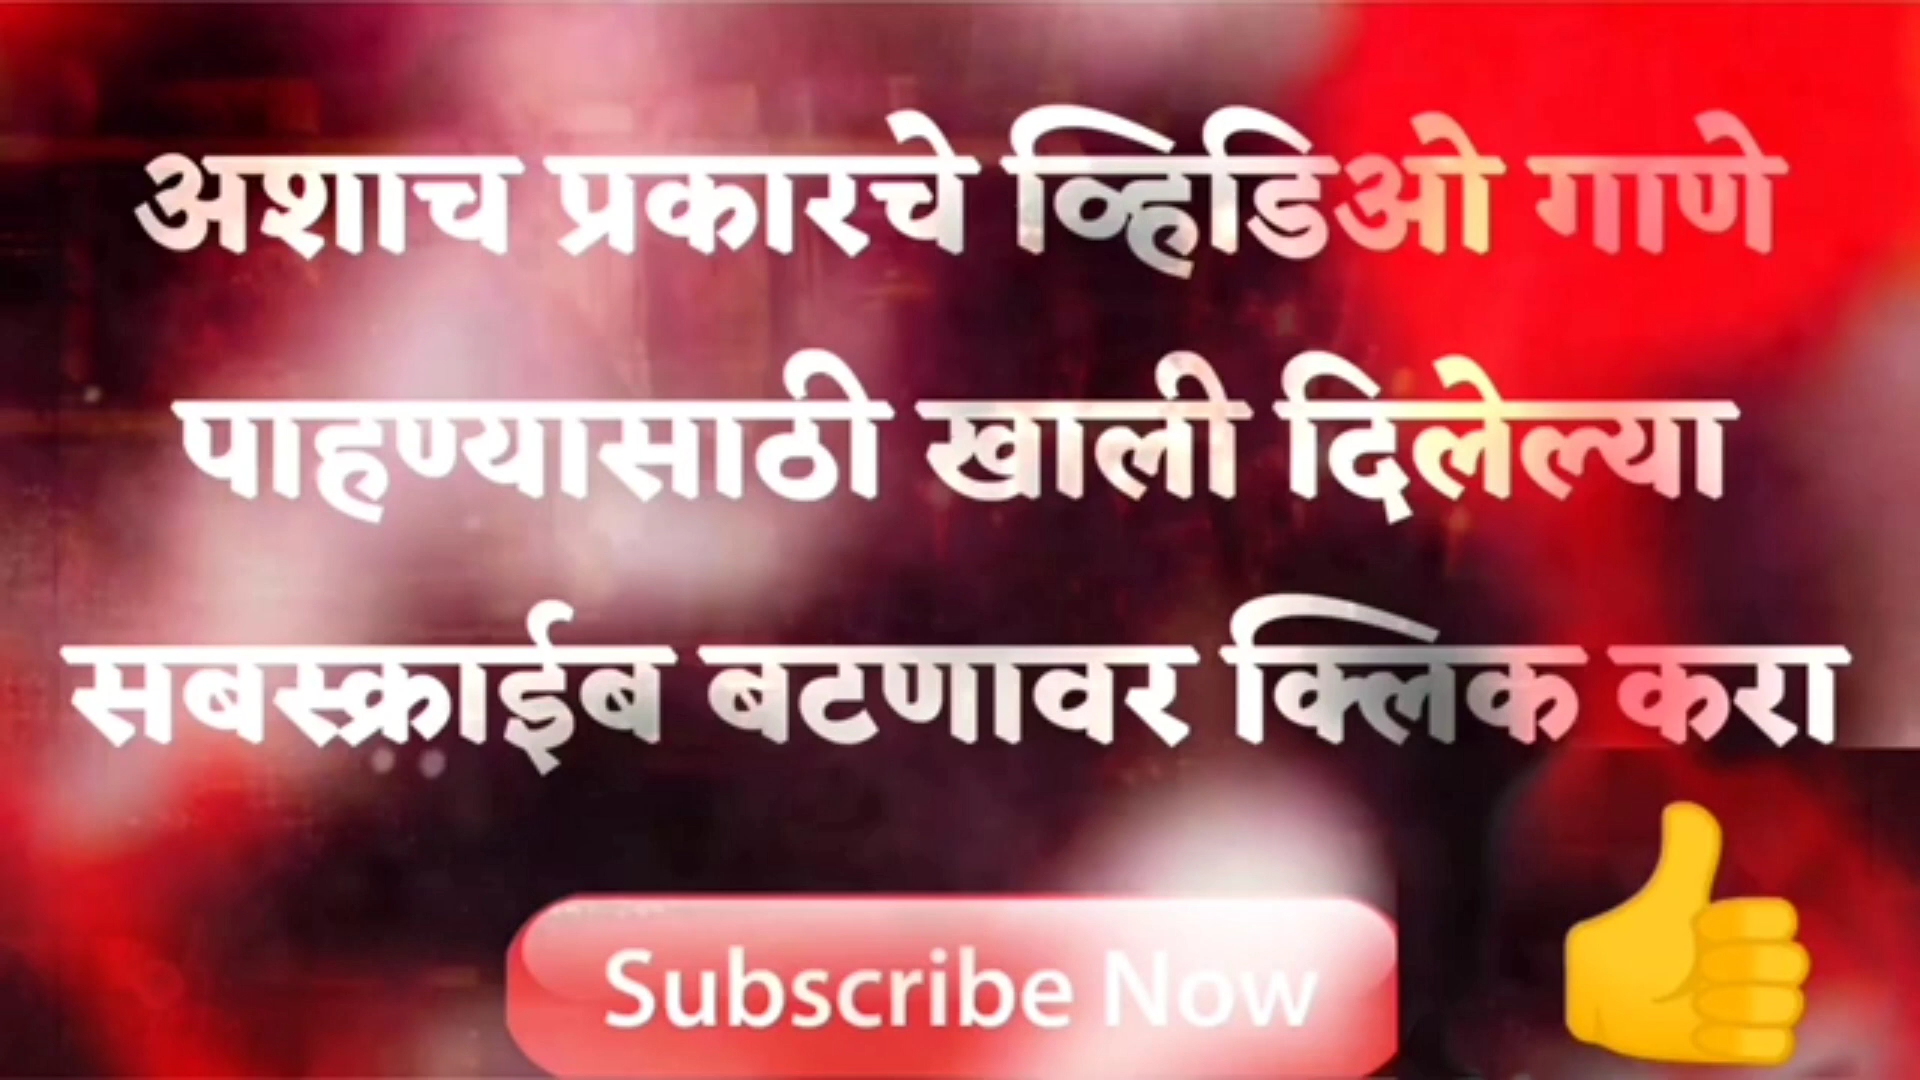 अशाच प्रकारचे व्हिडिओ गाणे
पाहण्यासाठी खाली दिलेल्या
सबस्क्राईब बटणावर क्लिक करा
Subscribe Now